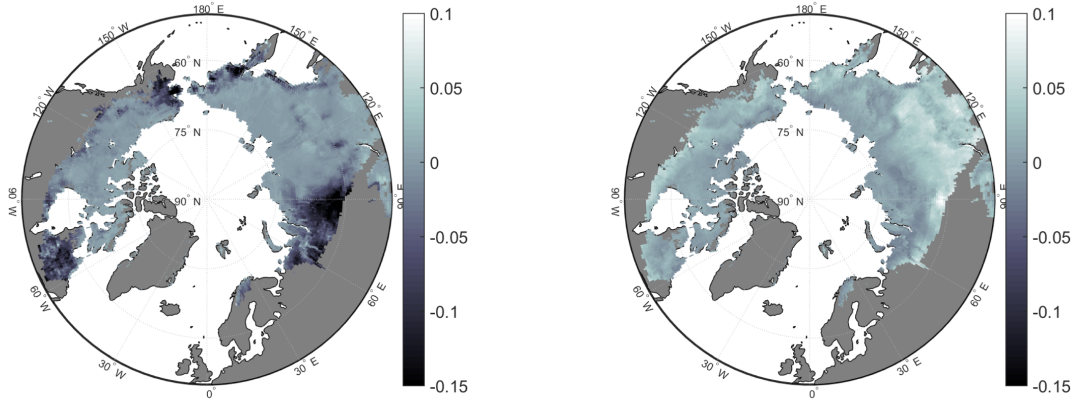 180° E
150° W
150° E
60° N
120° W
120° E
75° N
90° W
90° N
90° E
60° W
60° E
30° W
30° E
0°
0.1
0.05
0
-0.05
-0.1
-0.15
180° E
150° W
150° E
60° N
120° W
120° E
75° N
90° W
90° N
90° E
60° W
60° E
30° W
30° E
0°
0.1
0.05
0
-0.05
-0.1
-0.15